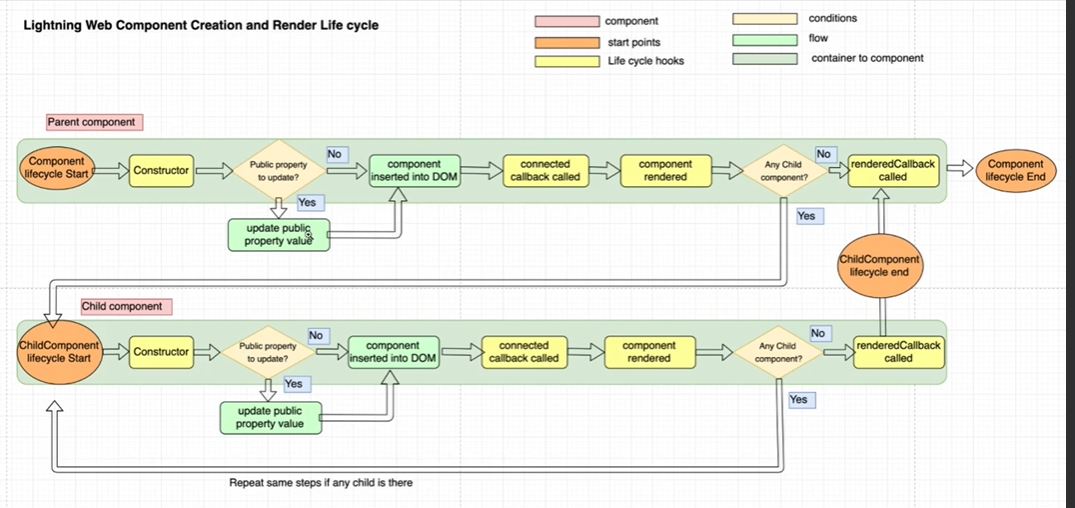 Lightning Web Component Creation and Render Life cycle
component
start points
Life cycle hooks
conditions
flow
container to component
Parent component
Component
lifecycle Start
Constructor
Public property
to update?
No
Yes
update public
property value
component
inserted into DOM
connected
callback called
component
rendered
Any Child
component?
No
Yes
renderedCallback
called
Component
lifecycle End
ChildComponent
lifecycle end
Child component
ChildComponent
lifecycle Start
Constructor
Public property
to update?
No
Yes
update public
property value
component
inserted into DOM
connected
callback called
component
rendered
Any Child
component?
No
Yes
renderedCallback
called
Repeat same steps if any child is there